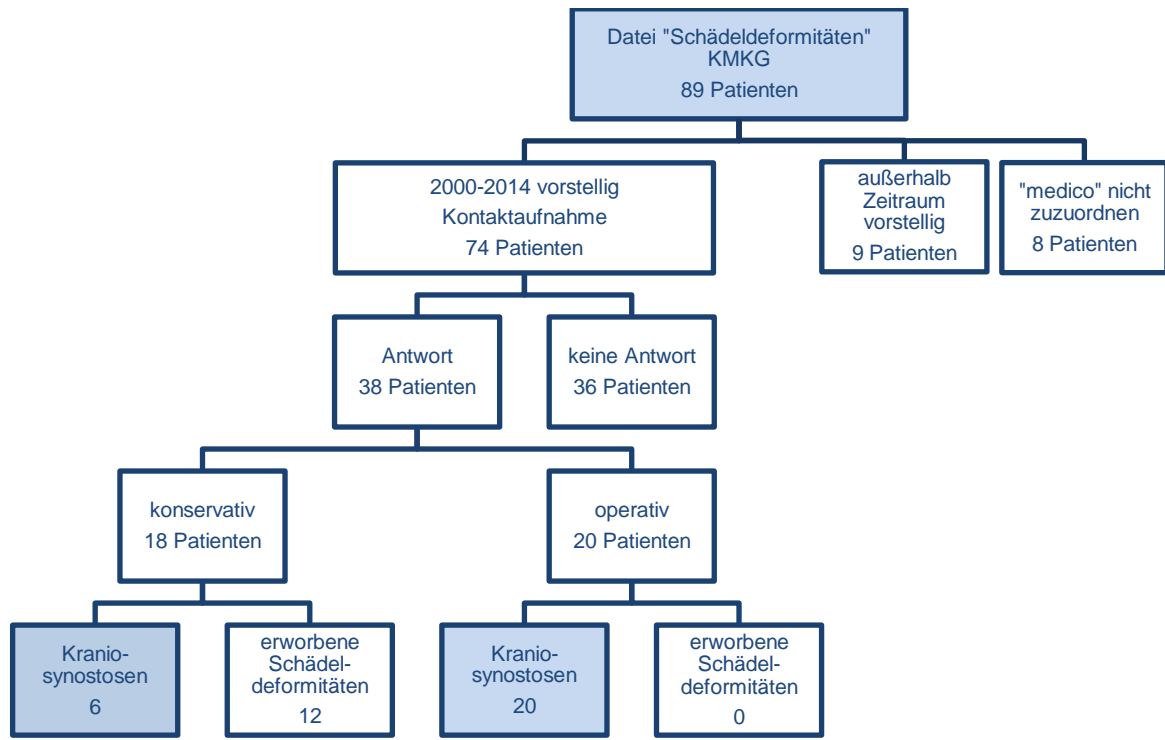 Datei "Schädeldeformitäten"
KMKG
89 Patienten
2000-2014 vorstellig
Kontaktaufnahme
74 Patienten
außerhalb
Zeitraum
vorstellig
9 Patienten
"medico" nicht
zuzuordnen
8 Patienten
Antwort
38 Patienten
keine Antwort
36 Patienten
konservativ
18 Patienten
operativ
20 Patienten
Kranio-
synostosen
6
erworbene
Schädel-
deformitäten
12
Kranio-
synostosen
20
erworbene
Schädel-
deformitäten
0